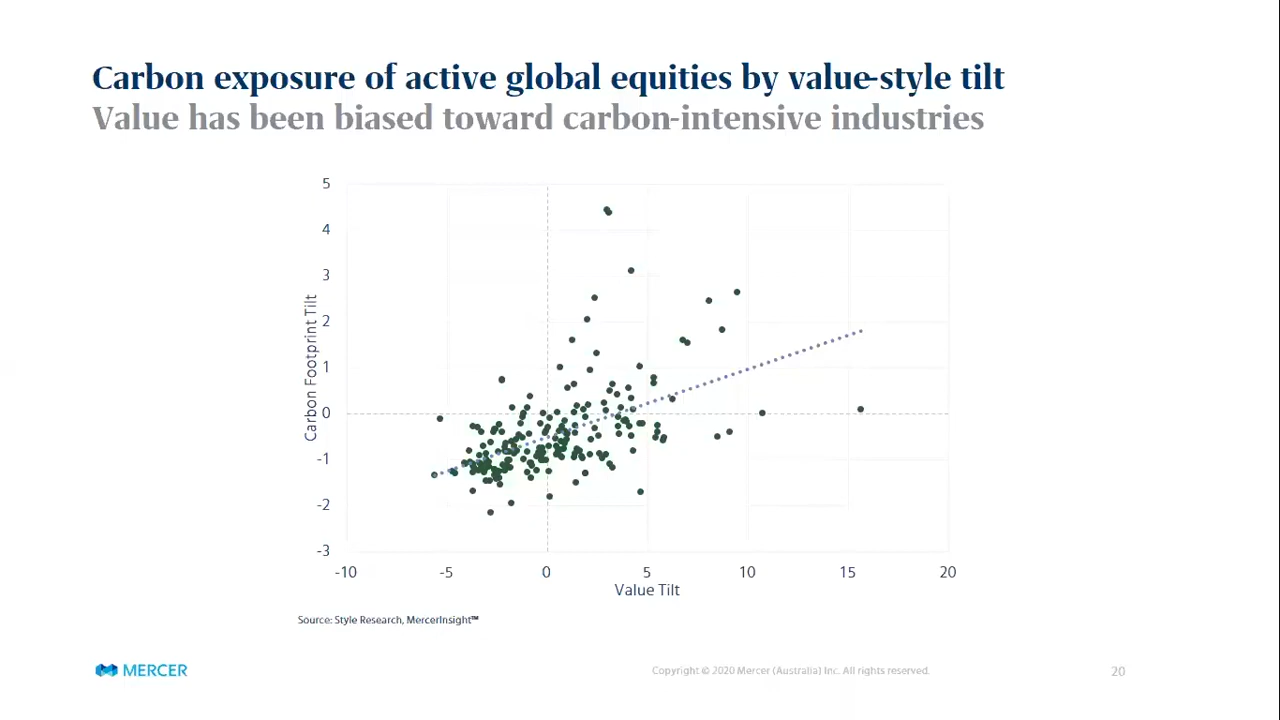 Carbon exposure of active global equities by value-style tilt
Value has been biased toward carbon-intensive industries
5
4
3
2
1
0
-1
-2
-3
Carbon Footprint Tilt
-10 -5 0 5 10 15 20
Value Tilt
Source: Style Research, MercerInsight™
MERCER
Copyright © 2020 Mercer (Australia) Inc. All rights reserved.
20